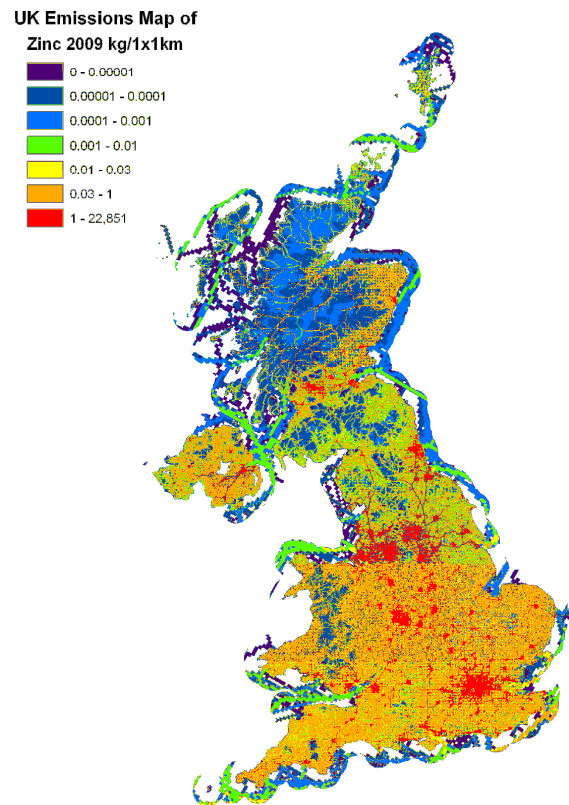 UK Emissions Map of
Zinc 2009 kg/1x1km
0 - 0.00001
0.00001 - 0.0001
0.0001 - 0.001
0.001 - 0.01
0.01 - 0.03
0.03 - 1
1 - 22,851